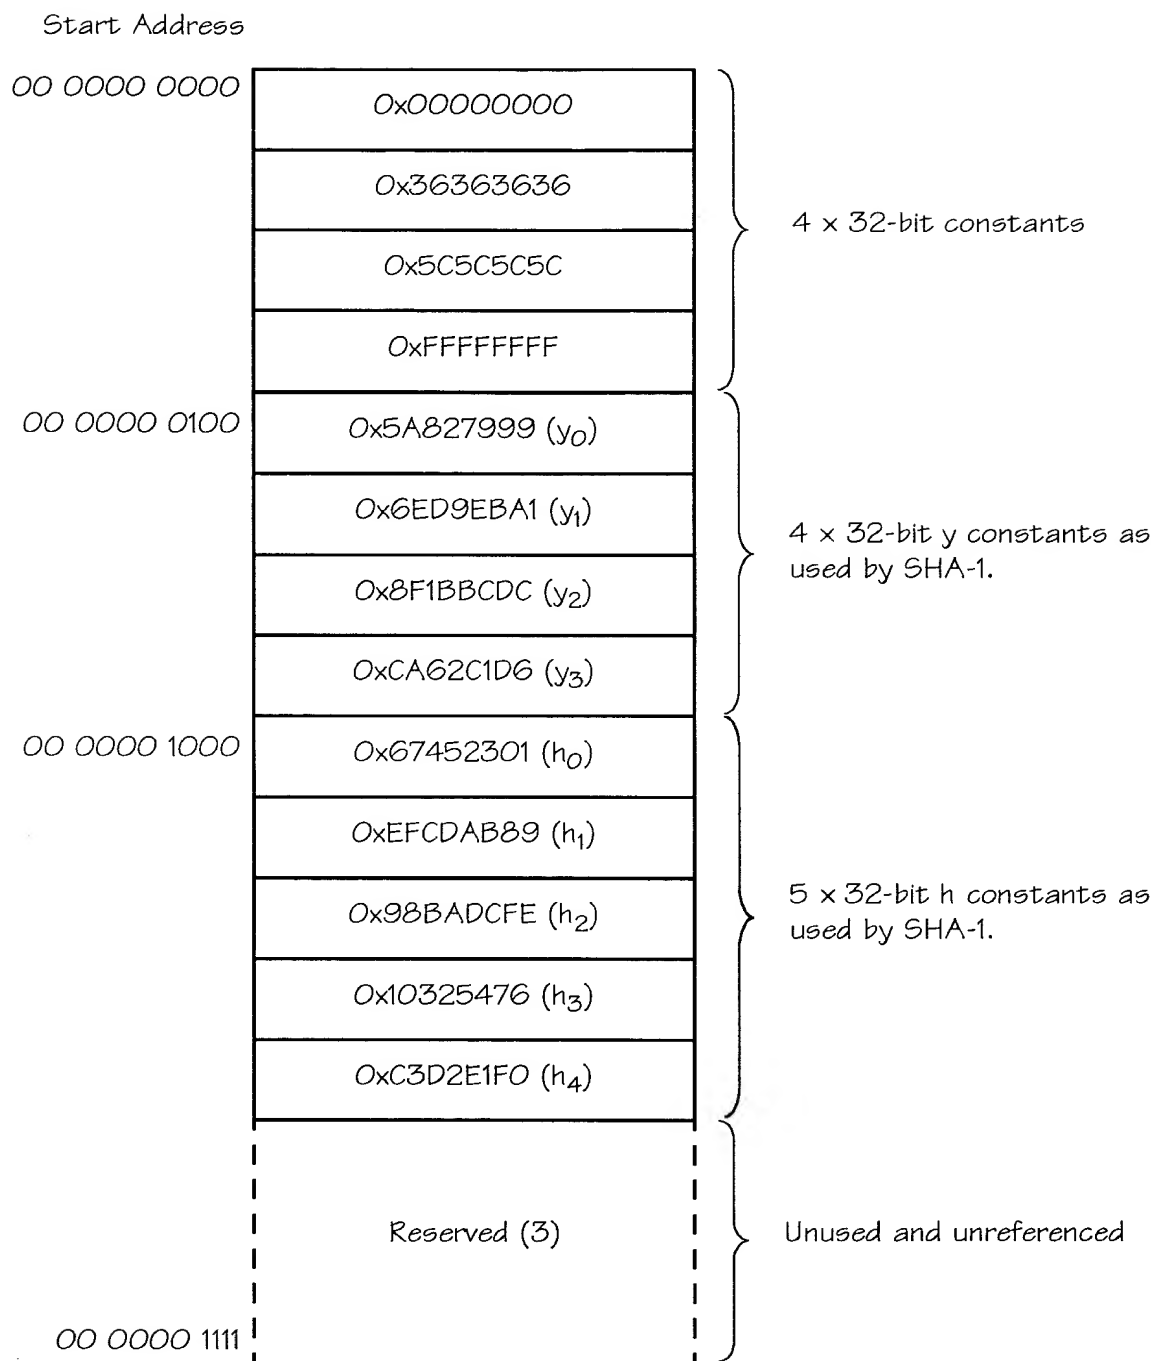 Start Address
00 0000 0000
0x00000000
0x36363636
0x5C5C5C5C
0xFFFFFFFF
4 x 32-bit constants
00 0000 0100
0x5A827999 (y0)
0x6ED9EBA1 (y1)
0x8F1BBCDC (y2)
0xCA62C1D6 (y3)
4 x 32-bit y constants as
used by SHA-1.
00 0000 1000
0x67452301 (h0)
0xEFCDAB89 (h1)
0x98BADCFE (h2)
0x10325476 (h3)
0xC3D2E1F0 (h4)
5 x 32-bit h constants as
used by SHA-1.
Reserved (3)
Unused and unreferenced
00 0000 1111